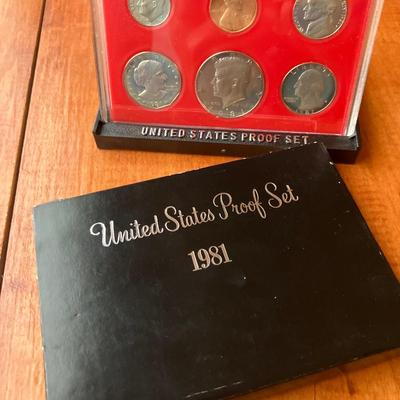 UNITED STATES PROOF SET
United States Proof Set
1981